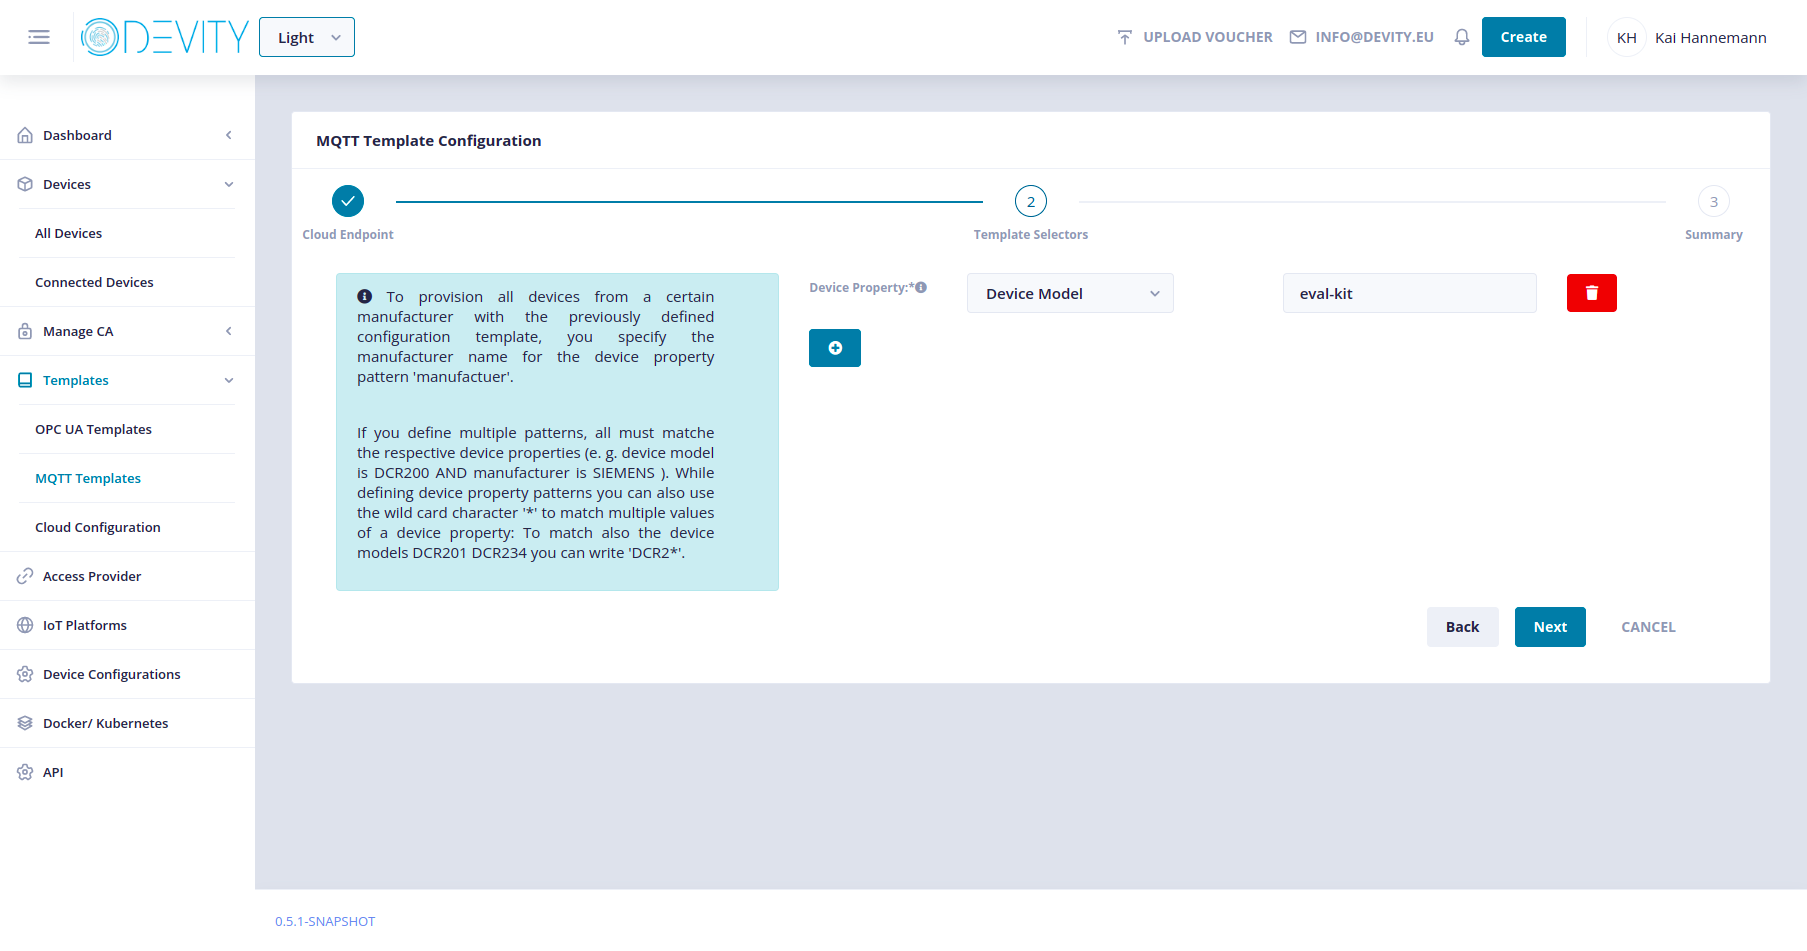 DEVITY
Light
UPLOAD VOUCHER
INFO@DEVITY.EU
Create
KH
Kai Hannemann
Dashboard
Devices
All Devices
Connected Devices
Manage CA
Templates
OPC UA Templates
MQTT Templates
Cloud Configuration
Access Provider
IoT Platforms
Device Configurations
Docker/ Kubernetes
API
MQTT Template Configuration
Cloud Endpoint
2
Template Selectors
3
Summary
To provision all devices from a certain
manufacturer with the previously defined
configuration template, you specify the
manufacturer name for the device property
pattern 'manufactuer'.
If you define multiple patterns, all must matche
the respective device properties (e. g. device model
is DCR200 AND manufacturer is SIEMENS ). While
defining device property patterns you can also use
the wild card character '*' to match multiple values
of a device property: To match also the device
models DCR201 DCR234 you can write 'DCR2*'.
Device Property:*
Device Model
eval-kit
Back
Next
CANCEL
0.5.1-SNAPSHOT